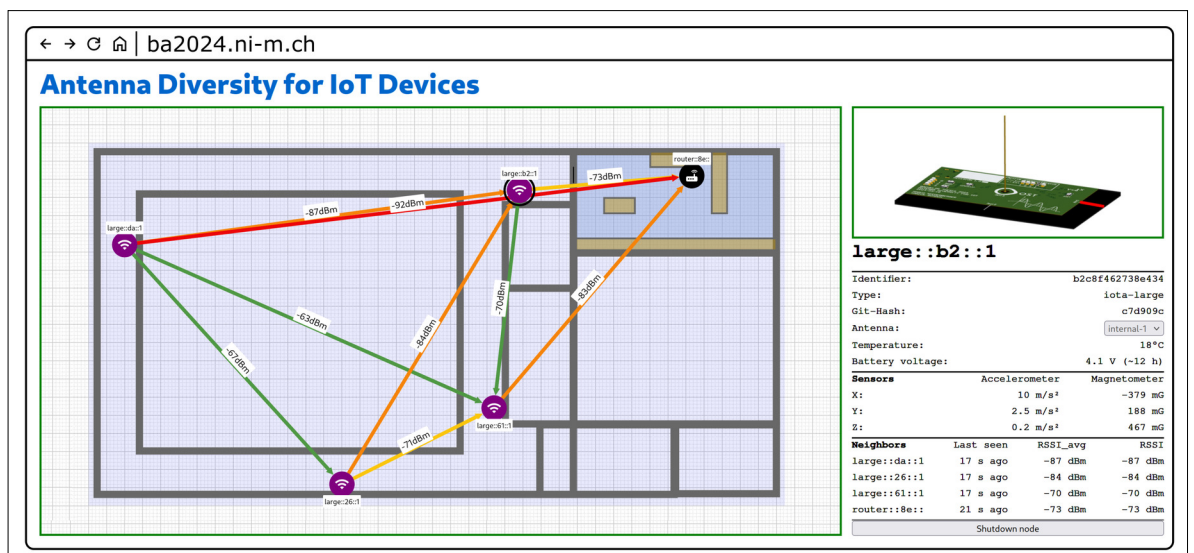 ba2024.ni-m.ch
Antenna Diversity for IoT Devices
router::8e::
large::b2::1
-73dBm
-92dBm
-87dBm
large::da::1
-83dBm
-70dBm
-63dBm
-84dBm
-67dBm
large::61::1
-71dBm
large::26::1
OST
large::b2::1
Identifier: b2c8f462738e434
Type: iota-large
Git-Hash: c7d909c
Antenna: internal-1
Temperature: 18°C
Battery voltage: 4.1 V (~12 h)
Sensors Accelerometer Magnetometer
X: 10 m/s² -379 mG
Y: 2.5 m/s² 188 mG
Z: 0.2 m/s² 467 mG
Neighbors Last seen RSSI_avg RSSI
large::da::1 17 s ago -87 dBm -87 dBm
large::26::1 17 s ago -84 dBm -84 dBm
large::61::1 17 s ago -70 dBm -70 dBm
router::8e:: 21 s ago -73 dBm -73 dBm
Shutdown node